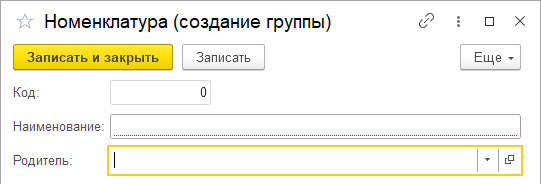 Номенклатура (создание группы)
Записать и закрыть Записать Еще
Код: 0
Наименование:
Родитель: